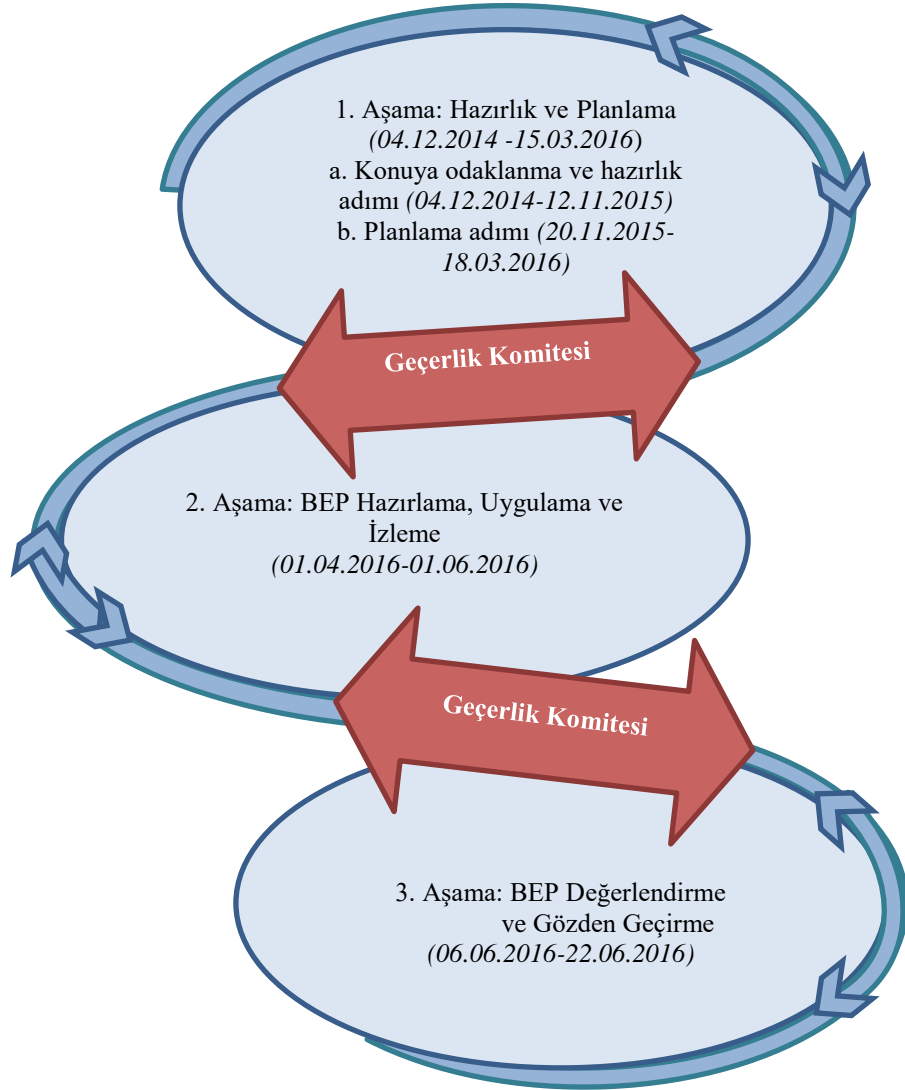 1. Aşama: Hazırlık ve Planlama
(04.12.2014 -15.03.2016)
a. Konuya odaklanma ve hazırlık
adımı (04.12.2014-12.11.2015)
b. Planlama adımı (20.11.2015-
18.03.2016)
Geçerlik Komitesi
2. Aşama: BEP Hazırlama, Uygulama ve
İzleme
(01.04.2016-01.06.2016)
Geçerlik Komitesi
3. Aşama: BEP Değerlendirme
ve Gözden Geçirme
(06.06.2016-22.06.2016)